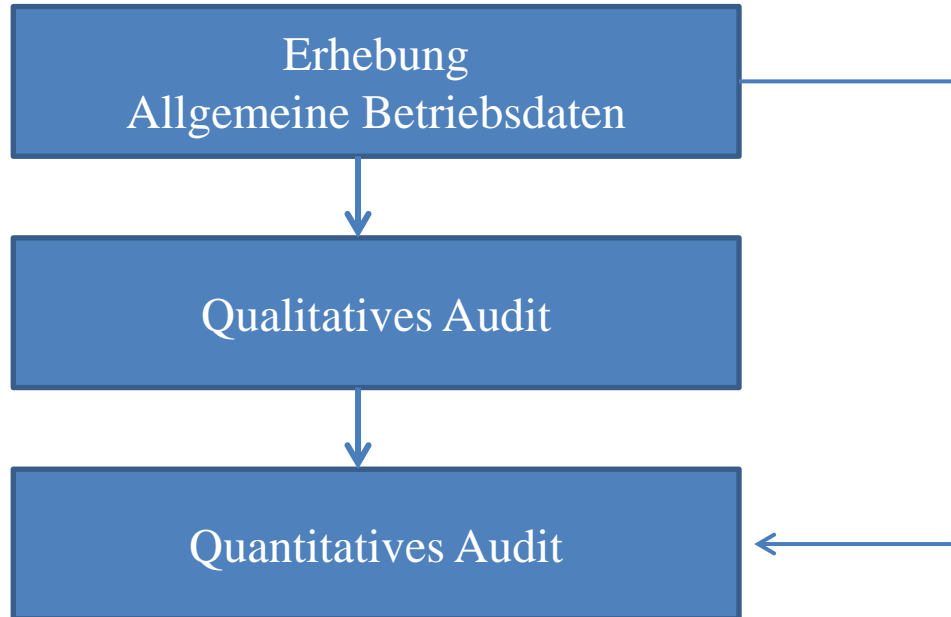 Erhebung
Allgemeine Betriebsdaten
Qualitatives Audit
Quantitatives Audit